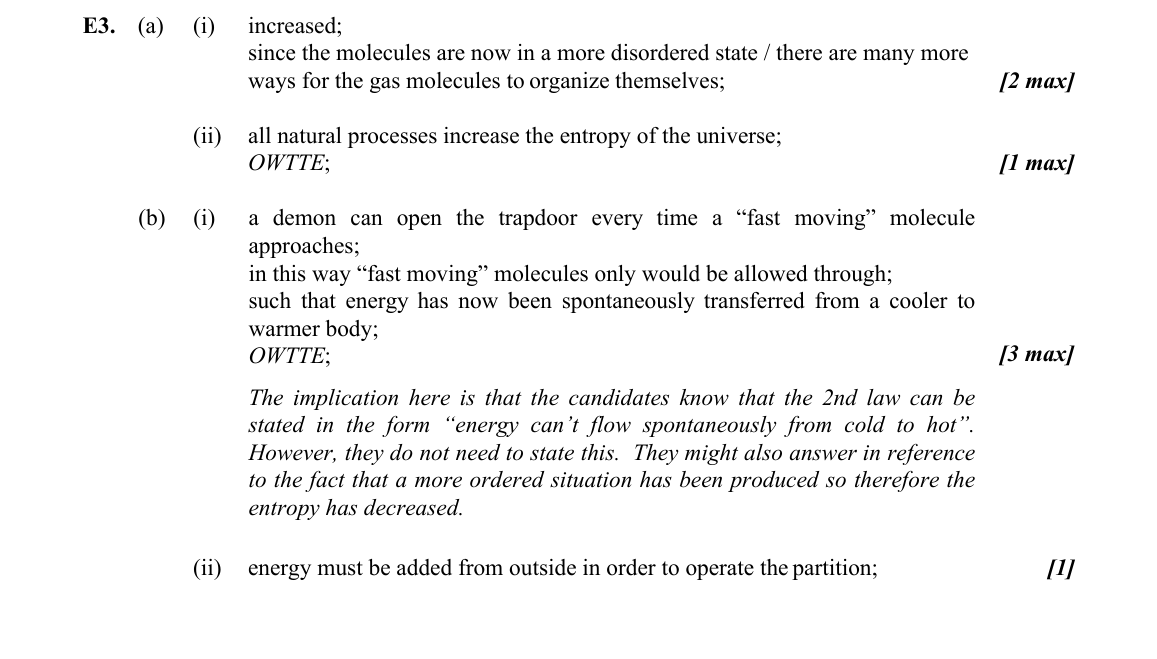 E3. (a) (i) increased;
since the molecules are now in a more disordered state / there are many more
ways for the gas molecules to organize themselves; [2 max]
(ii) all natural processes increase the entropy of the universe;
OWTTE; [1 max]
(b) (i) a demon can open the trapdoor every time a “fast moving” molecule
approaches;
in this way “fast moving” molecules only would be allowed through;
such that energy has now been spontaneously transferred from a cooler to
warmer body;
OWTTE; [3 max]
The implication here is that the candidates know that the 2nd law can be
stated in the form “energy can’t flow spontaneously from cold to hot”.
However, they do not need to state this. They might also answer in reference
to the fact that a more ordered situation has been produced so therefore the
entropy has decreased.
(ii) energy must be added from outside in order to operate the partition; [1]